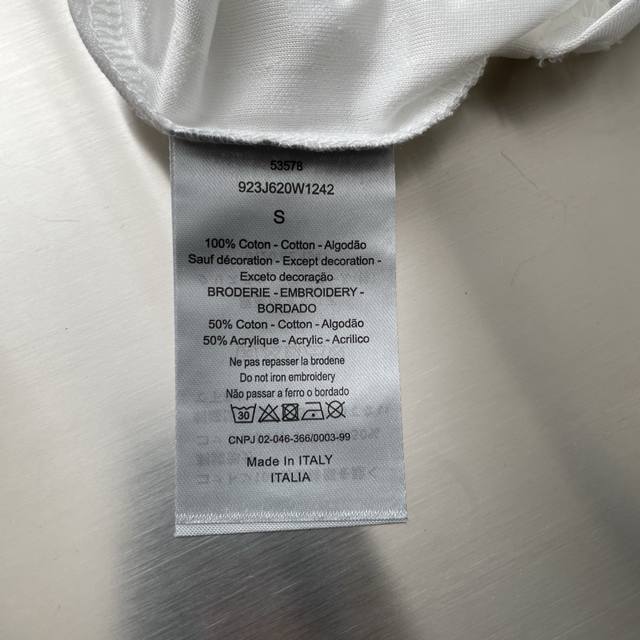 53578
923J620W1242
S
100% Coton - Cotton - Algodão
Sauf décoration - Except decoration -
Exceto decoração
BRODERIE - EMBROIDERY -
BORDADO
50% Coton - Cotton - Algodão
50% Acrylique - Acrylic - Acrilico
Ne pas repasser la brodene
Do not iron embroidery
Não passar a ferro o bordado
30
CNPJ 02-046-366/0003-99
Made In ITALY
ITALIA